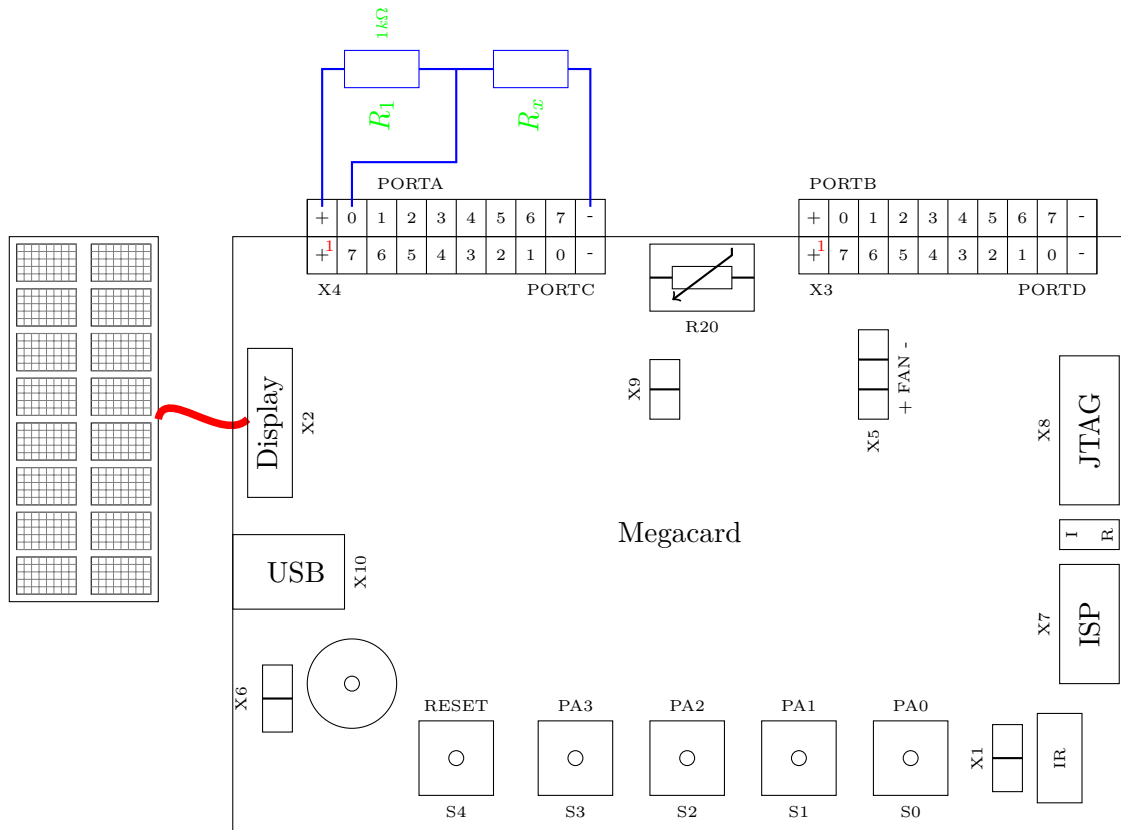 1kΩ
R1
Rx
PORTA
PORTB
+ 0 1 2 3 4 5 6 7 -
+ 0 1 2 3 4 5 6 7 -
+1 7 6 5 4 3 2 1 0 -
+1 7 6 5 4 3 2 1 0 -
X4
PORTC
X3
PORTD
R20
Display
X2
X9
X5
+ FAN -
X8
JTAG
Megacard
I R
USB
X10
X7
ISP
X6
RESET
PA3
PA2
PA1
PA0
X1
IR
S4
S3
S2
S1
S0